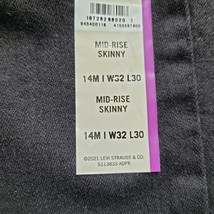 MID-RISE
SKINNY
14M | W32 L30
MID-RISE
SKINNY
14M | W32 L30
©2021 LEVI STRAUSS & CO.